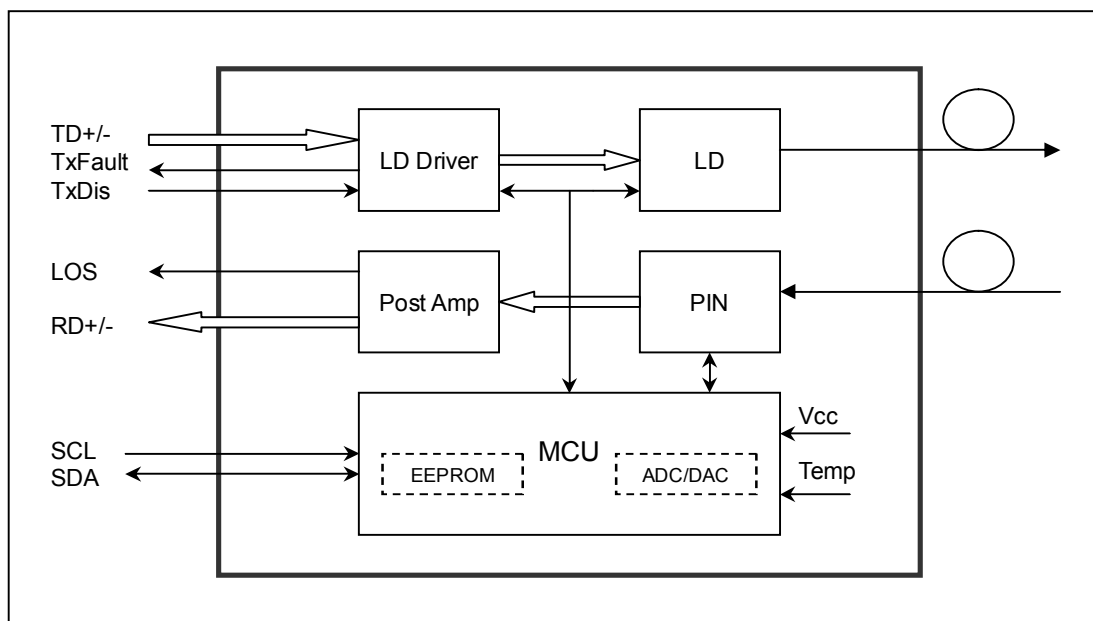 TD+/-
TxFault
TxDis
LD Driver
LD
LOS
RD+/-
Post Amp
PIN
SCL
SDA
MCU
EEPROM
ADC/DAC
Vcc
Temp